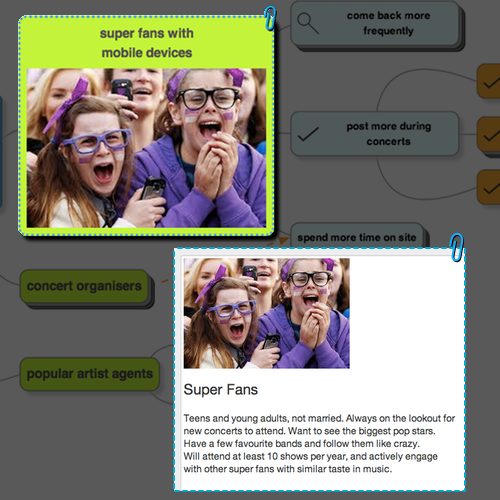 super fans with
mobile devices
come back more
frequently
post more during
concerts
spend more time on site
concert organisers
popular artist agents
Super Fans
Teens and young adults, not married. Always on the lookout for
new concerts to attend. Want to see the biggest pop stars.
Have a few favourite bands and follow them like crazy.
Will attend at least 10 shows per year, and actively engage
with other super fans with similar taste in music.